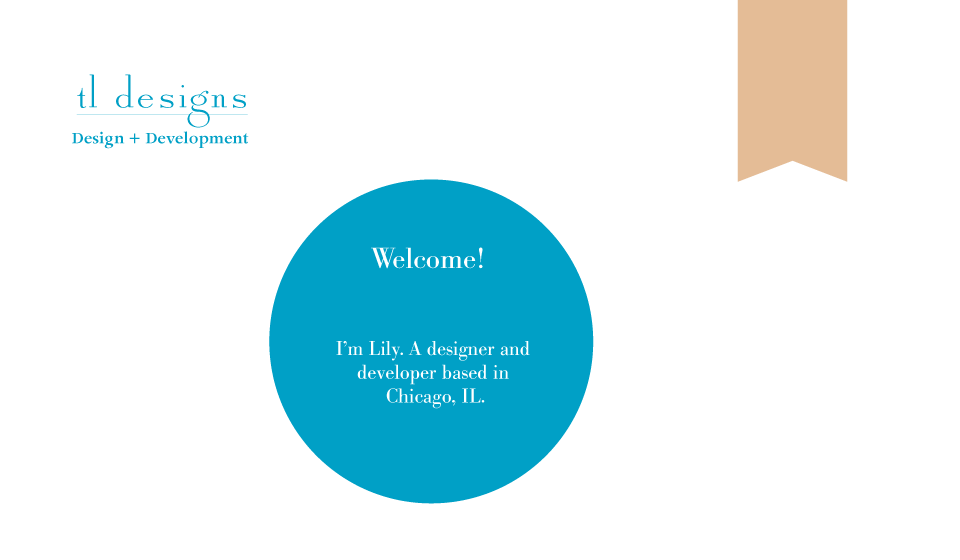 tl designs
Design + Development
Welcome!
I'm Lily. A designer and
developer based in
Chicago, IL.